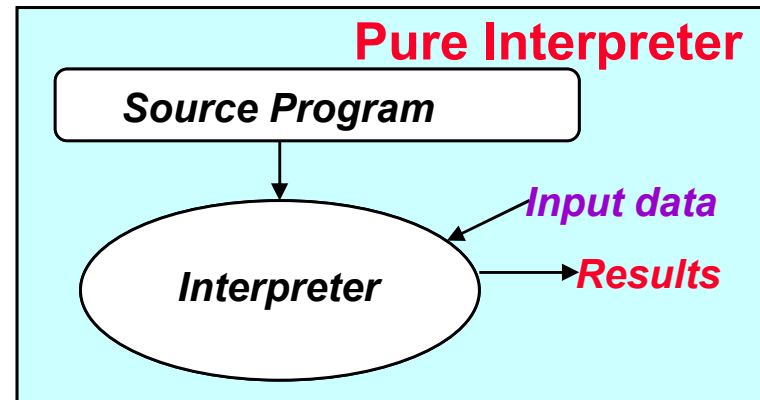 Pure Interpreter
Source Program
Input data
Interpreter
Results